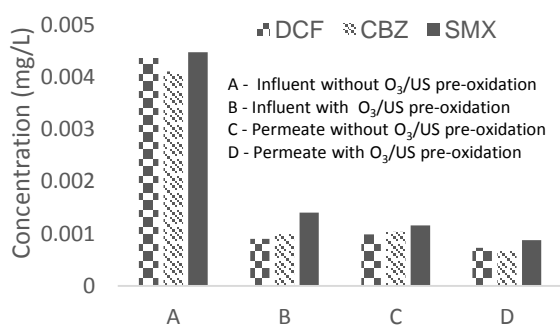 0.005
0.004
0.003
0.002
0.001
0
Concentration (mg/L)
DCF CBZ SMX
A - Influent without O₃/US pre-oxidation
B - Influent with O₃/US pre-oxidation
C - Permeate without O₃/US pre-oxidation
D - Permeate with O₃/US pre-oxidation
A B C D